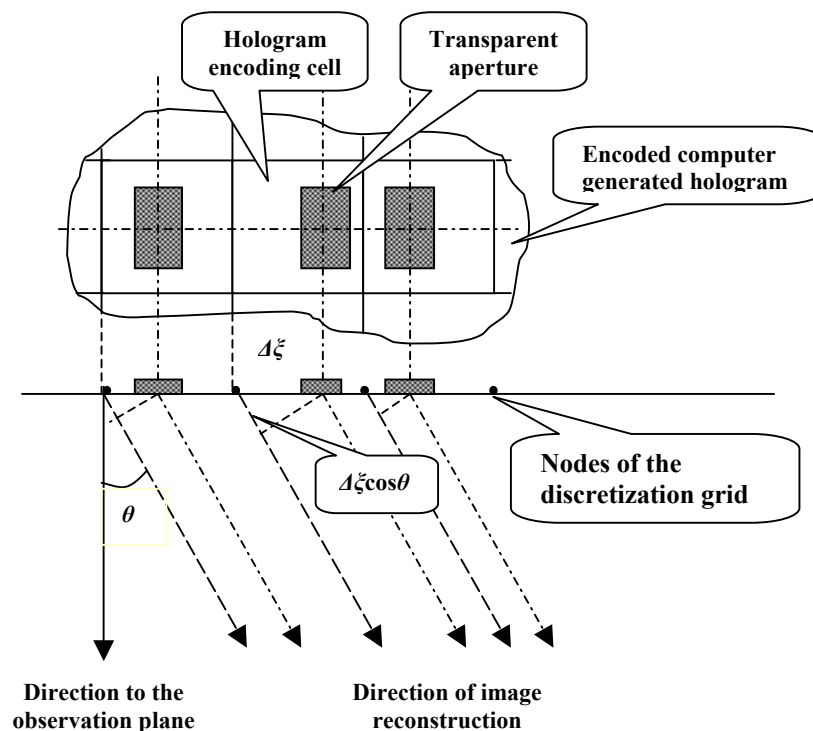 Hologram
encoding cell
Transparent
aperture
Encoded computer
generated hologram
Δξ
Δξcosθ
Nodes of the
discretization grid
θ
Direction to the
observation plane
Direction of image
reconstruction